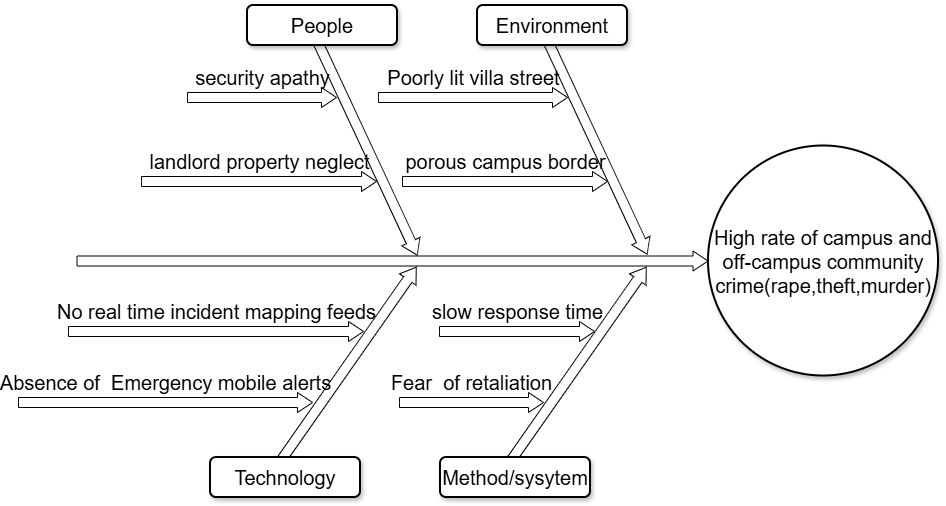 People
Environment
security apathy
Poorly lit villa street
landlord property neglect
porous campus border
High rate of campus and
off-campus community
crime(rape,theft,murder)
No real time incident mapping feeds
slow response time
Absence of  Emergency mobile alerts
Fear  of retaliation
Technology
Method/sysytem